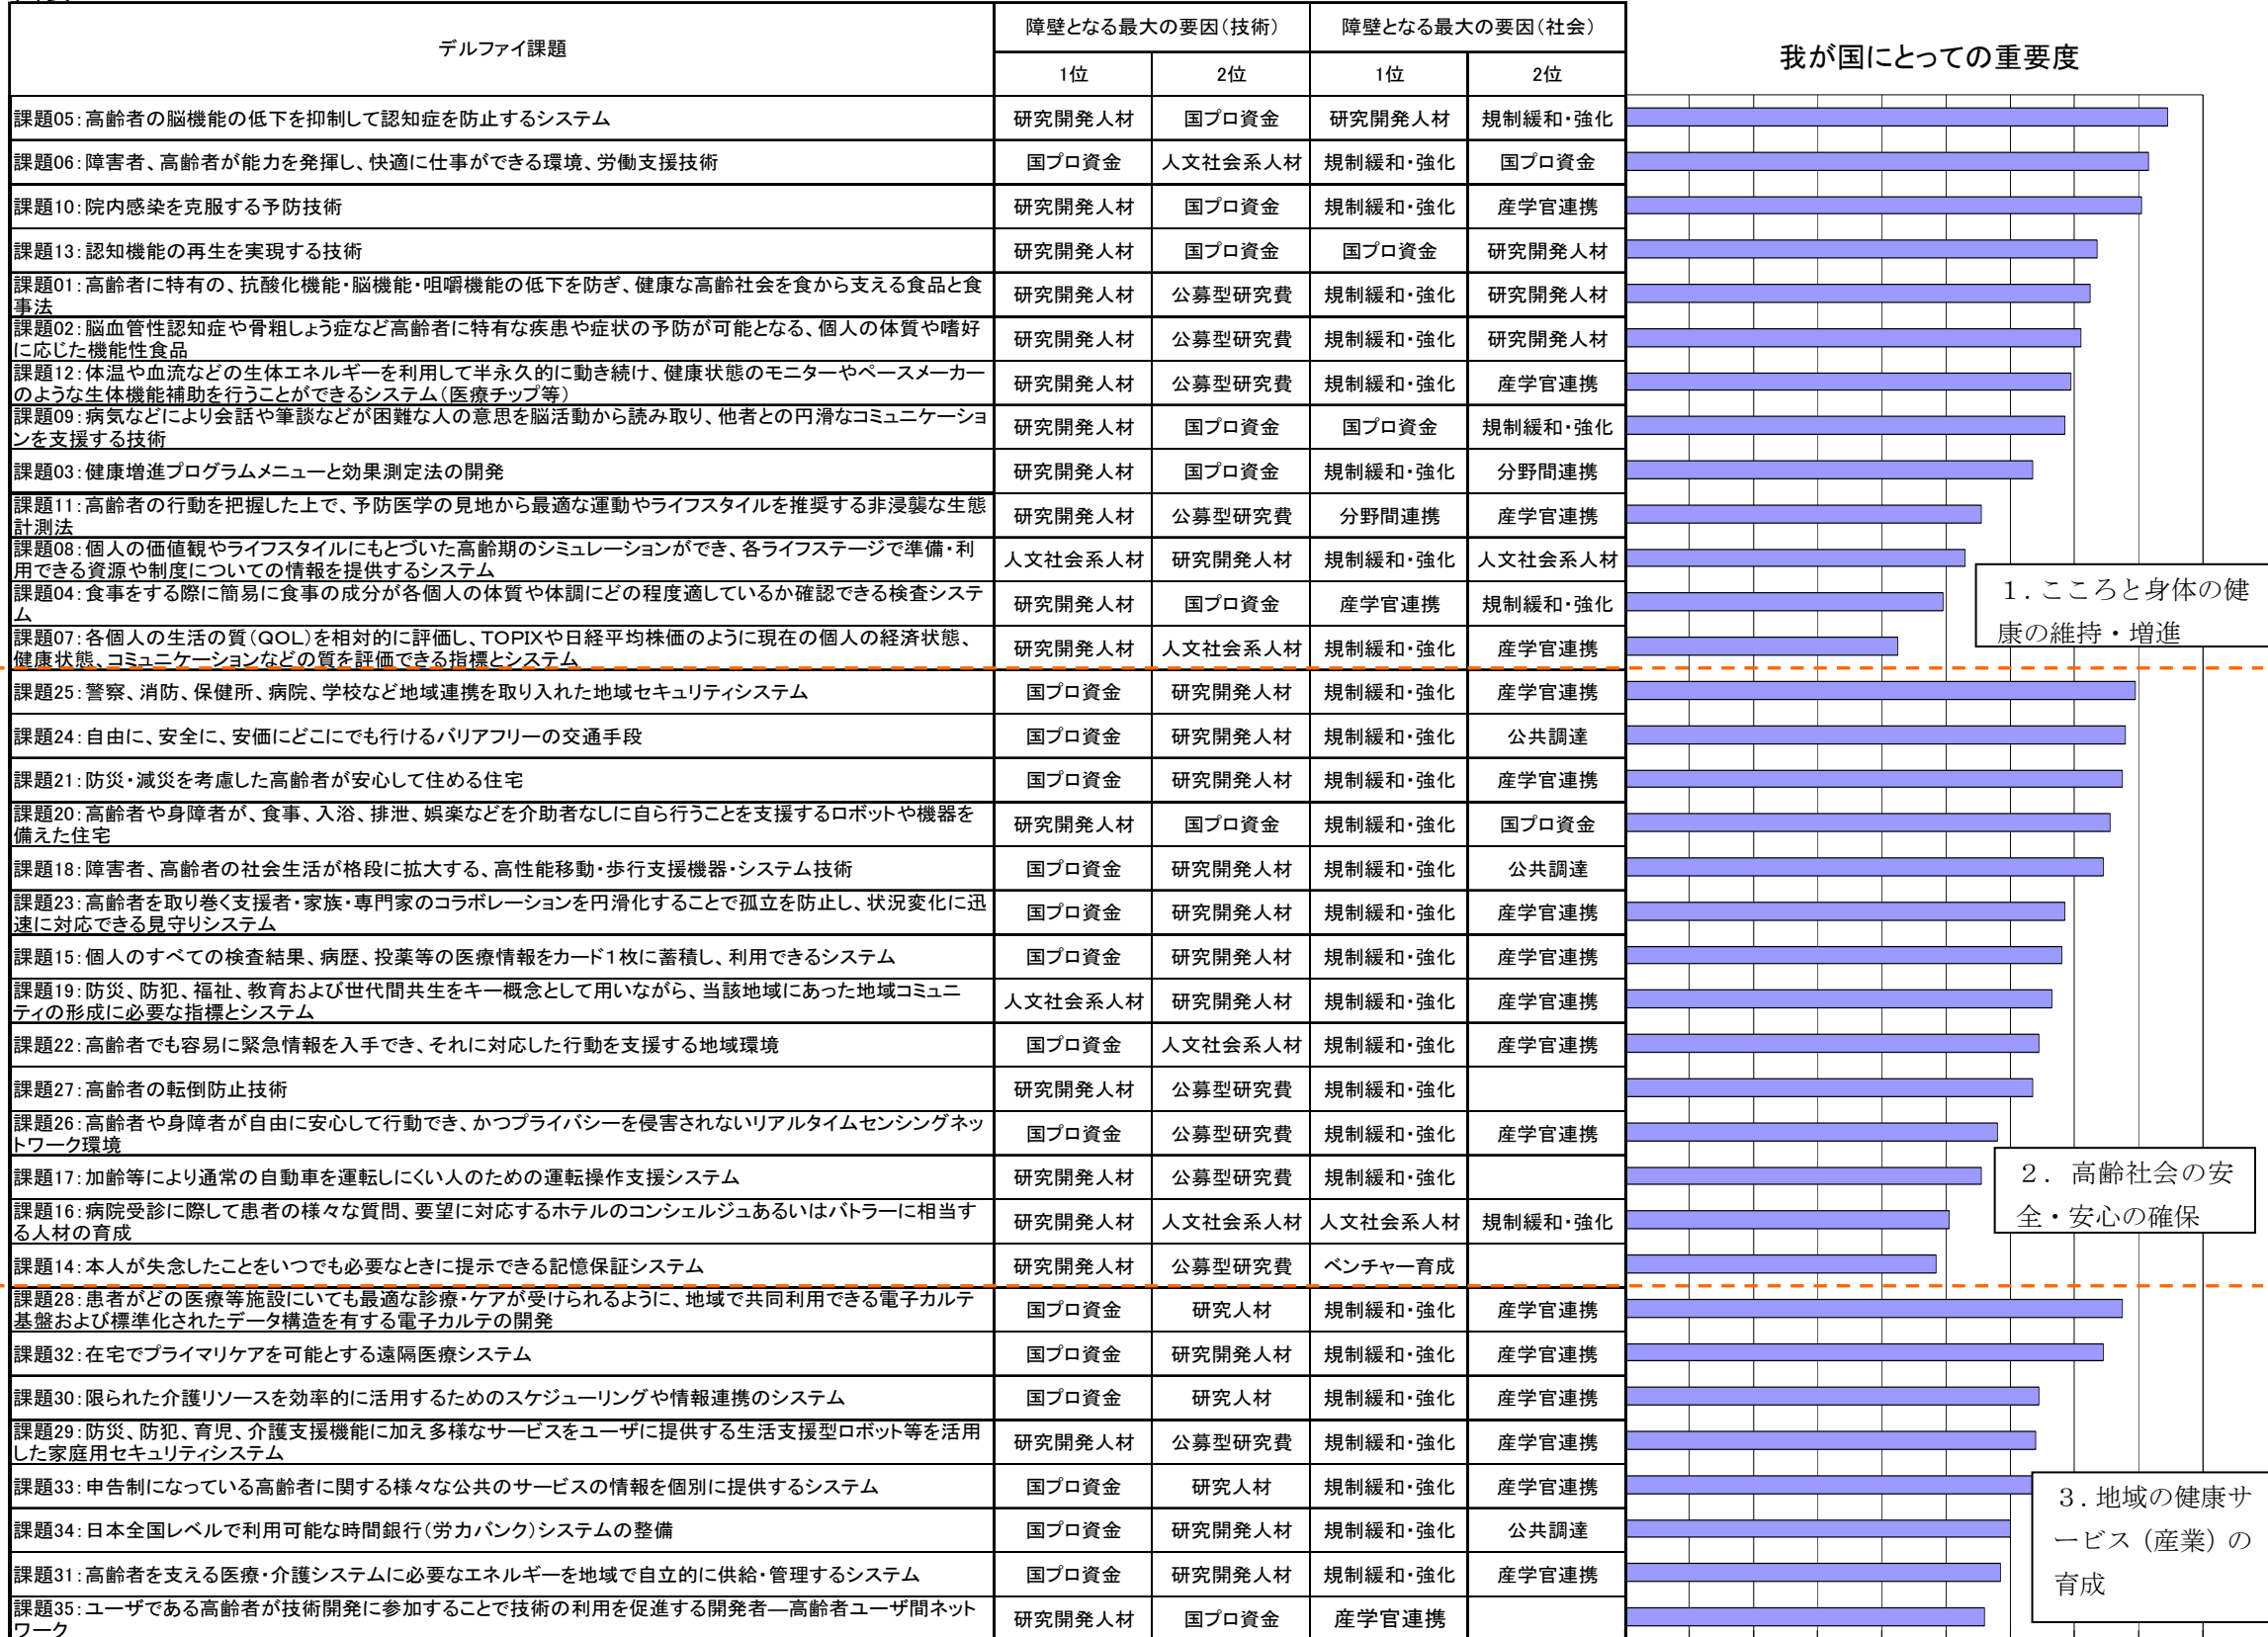 デルファイ課題
障壁となる最大の要因(技術) 障壁となる最大の要因(社会)
1位 2位 1位 2位
我が国にとっての重要度
課題05:高齢者の脳機能の低下を抑制して認知症を防止するシステム 研究開発人材 国プロ資金 研究開発人材 規制緩和・強化
課題06:障害者、高齢者が能力を発揮し、快適に仕事ができる環境、労働支援技術 国プロ資金 人文社会系人材 規制緩和・強化 国プロ資金
課題10:院内感染を克服する予防技術 研究開発人材 国プロ資金 規制緩和・強化 産学官連携
課題13:認知機能の再生を実現する技術 研究開発人材 国プロ資金 国プロ資金 研究開発人材
課題01:高齢者に特有の、抗酸化機能・脳機能・咀嚼機能の低下を防ぎ、健康な高齢社会を食から支える食品と食
事法 研究開発人材 公募型研究費 規制緩和・強化 研究開発人材
課題02:脳血管性認知症や骨粗しょう症など高齢者に特有な疾患や症状の予防が可能となる、個人の体質や嗜好
に応じた機能性食品 研究開発人材 公募型研究費 規制緩和・強化 研究開発人材
課題12:体温や血流などの生体エネルギーを利用して半永久的に動き続け、健康状態のモニターやペースメーカー
のような生体機能補助を行うことができるシステム(医療チップ等) 研究開発人材 公募型研究費 規制緩和・強化 産学官連携
課題09:病気などにより会話や筆談などが困難な人の意思を脳活動から読み取り、他者との円滑なコミュニケーショ
ンを支援する技術 研究開発人材 国プロ資金 国プロ資金 規制緩和・強化
課題03:健康増進プログラムメニューと効果測定法の開発 研究開発人材 国プロ資金 規制緩和・強化 分野間連携
課題11:高齢者の行動を把握した上で、予防医学の見地から最適な運動やライフスタイルを推奨する非浸襲な生態
計測法 研究開発人材 公募型研究費 分野間連携 産学官連携
課題08:個人の価値観やライフスタイルにもとづいた高齢期のシミュレーションができ、各ライフステージで準備・利
用できる資源や制度についての情報を提供するシステム 人文社会系人材 研究開発人材 規制緩和・強化 人文社会系人材
課題04:食事をする際に簡易に食事の成分が各個人の体質や体調にどの程度適しているか確認できる検査システ
ム 研究開発人材 国プロ資金 産学官連携 規制緩和・強化
課題07:各個人の生活の質(QOL)を相対的に評価し、TOPIXや日経平均株価のように現在の個人の経済状態、
健康状態、コミュニケーションなどの質を評価できる指標とシステム 研究開発人材 人文社会系人材 規制緩和・強化 産学官連携
1.こころと身体の健
康の維持・増進
課題25:警察、消防、保健所、病院、学校など地域連携を取り入れた地域セキュリティシステム 国プロ資金 研究開発人材 規制緩和・強化 産学官連携
課題24:自由に、安全に、安価にどこにでも行けるバリアフリーの交通手段 国プロ資金 研究開発人材 規制緩和・強化 公共調達
課題21:防災・減災を考慮した高齢者が安心して住める住宅 国プロ資金 研究開発人材 規制緩和・強化 産学官連携
課題20:高齢者や身障者が、食事、入浴、排泄、娯楽などを介助者なしに自ら行うことを支援するロボットや機器を
備えた住宅 研究開発人材 国プロ資金 規制緩和・強化 国プロ資金
課題18:障害者、高齢者の社会生活が格段に拡大する、高性能移動・歩行支援機器・システム技術 国プロ資金 研究開発人材 規制緩和・強化 公共調達
課題23:高齢者を取り巻く支援者・家族・専門家のコラボレーションを円滑化することで孤立を防止し、状況変化に迅
速に対応できる見守りシステム 国プロ資金 研究開発人材 規制緩和・強化 産学官連携
課題15:個人のすべての検査結果、病歴、投薬等の医療情報をカード1枚に蓄積し、利用できるシステム 国プロ資金 研究開発人材 規制緩和・強化 産学官連携
課題19:防災、防犯、福祉、教育および世代間共生をキー概念として用いながら、当該地域にあった地域コミュニ
ティの形成に必要な指標とシステム 人文社会系人材 研究開発人材 規制緩和・強化 産学官連携
課題22:高齢者でも容易に緊急情報を入手でき、それに対応した行動を支援する地域環境 国プロ資金 人文社会系人材 規制緩和・強化 産学官連携
課題27:高齢者の転倒防止技術 研究開発人材 公募型研究費 規制緩和・強化
課題26:高齢者や身障者が自由に安心して行動でき、かつプライバシーを侵害されないリアルタイムセンシングネッ
トワーク環境 国プロ資金 公募型研究費 規制緩和・強化 産学官連携
課題17:加齢等により通常の自動車を運転しにくい人のための運転操作支援システム 研究開発人材 公募型研究費 規制緩和・強化
課題16:病院受診に際して患者の様々な質問、要望に対応するホテルのコンシェルジュあるいはバトラーに相当す
る人材の育成 研究開発人材 人文社会系人材 人文社会系人材 規制緩和・強化
課題14:本人が失念したことをいつでも必要なときに提示できる記憶保証システム 研究開発人材 公募型研究費 ベンチャー育成
2. 高齢社会の安
全・安心の確保
課題28:患者がどの医療等施設にいても最適な診療・ケアが受けられるように、地域で共同利用できる電子カルテ
基盤および標準化されたデータ構造を有する電子カルテの開発 国プロ資金 研究人材 規制緩和・強化 産学官連携
課題32:在宅でプライマリケアを可能とする遠隔医療システム 国プロ資金 研究開発人材 規制緩和・強化 産学官連携
課題30:限られた介護リソースを効率的に活用するためのスケジューリングや情報連携のシステム 国プロ資金 研究人材 規制緩和・強化 産学官連携
課題29:防災、防犯、育児、介護支援機能に加え多様なサービスをユーザに提供する生活支援型ロボット等を活用
した家庭用セキュリティシステム 研究開発人材 公募型研究費 規制緩和・強化 産学官連携
課題33:申告制になっている高齢者に関する様々な公共のサービスの情報を個別に提供するシステム 国プロ資金 研究人材 規制緩和・強化 産学官連携
課題34:日本全国レベルで利用可能な時間銀行(労力バンク)システムの整備 国プロ資金 研究開発人材 規制緩和・強化 公共調達
課題31:高齢者を支える医療・介護システムに必要なエネルギーを地域で自立的に供給・管理するシステム 国プロ資金 研究開発人材 規制緩和・強化 産学官連携
課題35:ユーザである高齢者が技術開発に参加することで技術の利用を促進する開発者―高齢者ユーザ間ネット
ワーク 研究開発人材 国プロ資金 産学官連携
3.地域の健康サ
ービス(産業)の
育成